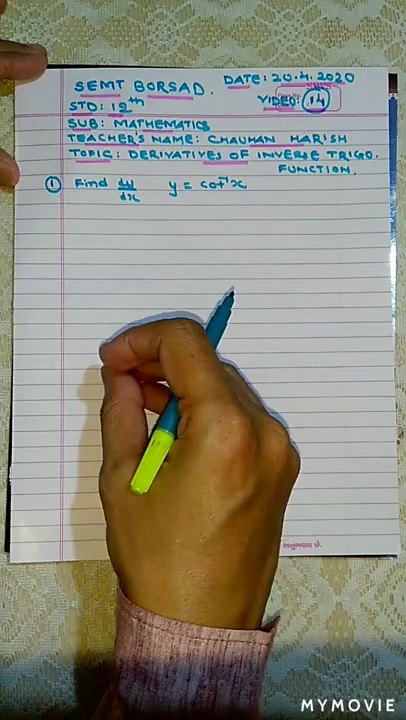 SEMT BORSAD. DATE: 20.4.2020
STD: 12th VIDEO: 14
SUB: MATHEMATICS
TEACHER'S NAME: CHAUHAN HARISH
TOPIC: DERIVATIVES OF INVERSE TRIGO.
FUNCTION.
① Find dy/dx y = cot⁻¹x
MYMOVIE